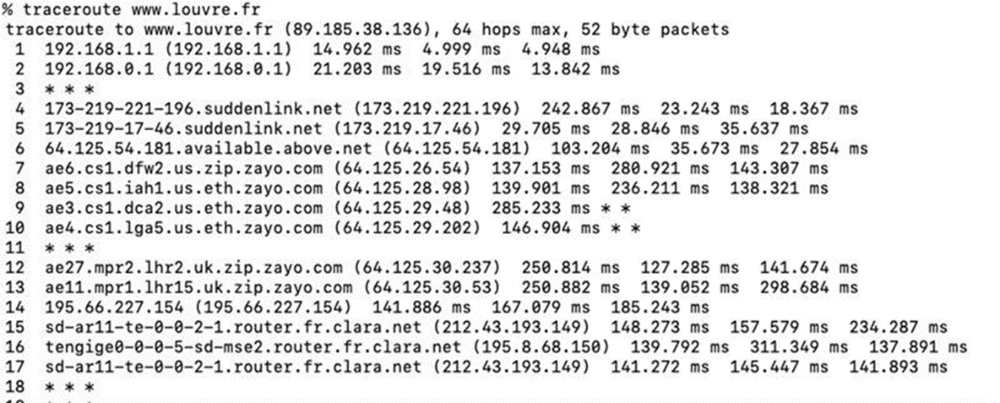 % traceroute www.louvre.fr
traceroute to www.louvre.fr (89.185.38.136), 64 hops max, 52 byte packets
1 192.168.1.1 (192.168.1.1) 14.962 ms 4.999 ms 4.948 ms
2 192.168.0.1 (192.168.0.1) 21.203 ms 19.516 ms 13.842 ms
3 * * *
4 173-219-221-196.suddenlink.net (173.219.221.196) 242.867 ms 23.243 ms 18.367 ms
5 173-219-17-46.suddenlink.net (173.219.17.46) 29.705 ms 28.846 ms 35.637 ms
6 64.125.54.181.available.above.net (64.125.54.181) 103.204 ms 35.673 ms 27.854 ms
7 ae6.cs1.dfw2.us.zip.zayo.com (64.125.26.54) 137.153 ms 280.921 ms 143.307 ms
8 ae5.cs1.iah1.us.eth.zayo.com (64.125.28.98) 139.901 ms 236.211 ms 138.321 ms
9 ae3.cs1.dca2.us.eth.zayo.com (64.125.29.48) 285.233 ms * *
10 ae4.cs1.lga5.us.eth.zayo.com (64.125.29.202) 146.904 ms * *
11 * * *
12 ae27.mpr2.lhr2.uk.zip.zayo.com (64.125.30.237) 250.814 ms 127.285 ms 141.674 ms
13 ae11.mpr1.lhr15.uk.zip.zayo.com (64.125.30.53) 250.882 ms 139.052 ms 298.684 ms
14 195.66.227.154 (195.66.227.154) 141.886 ms 167.079 ms 185.243 ms
15 sd-ar11-te-0-0-2-1.router.fr.clara.net (212.43.193.149) 148.273 ms 157.579 ms 234.287 ms
16 tengige0-0-0-5-sd-mse2.router.fr.clara.net (195.8.68.150) 139.792 ms 311.349 ms 137.891 ms
17 sd-ar11-te-0-0-2-1.router.fr.clara.net (212.43.193.149) 141.272 ms 145.447 ms 141.893 ms
18 * * *